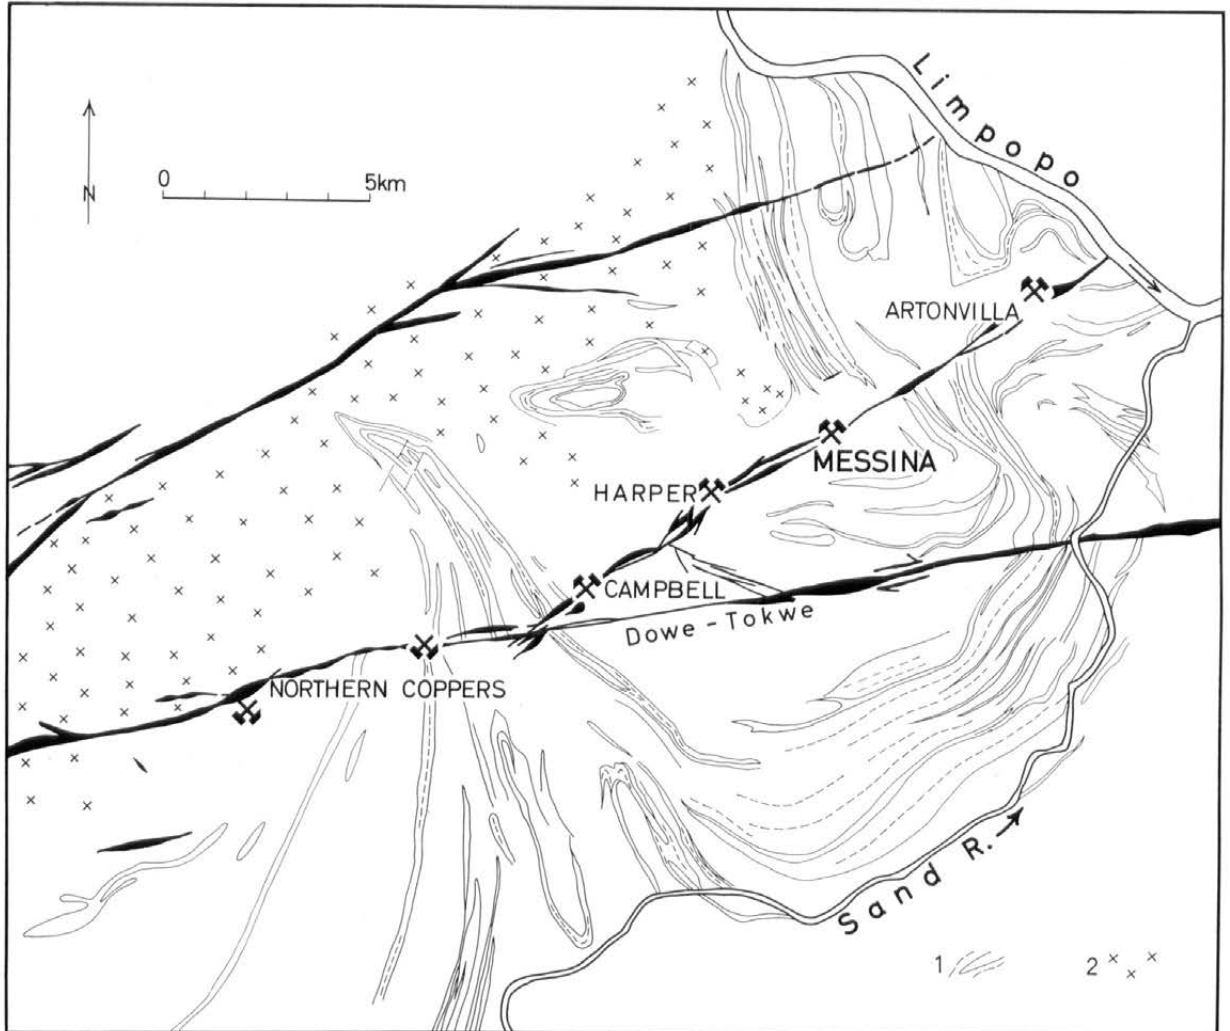 Limpopo
N
0 5km
ARTONVILLA
MESSINA
HARPER
CAMPBELL
Dowe-Tokwe
NORTHERN COPPERS
Sand R.
1 2